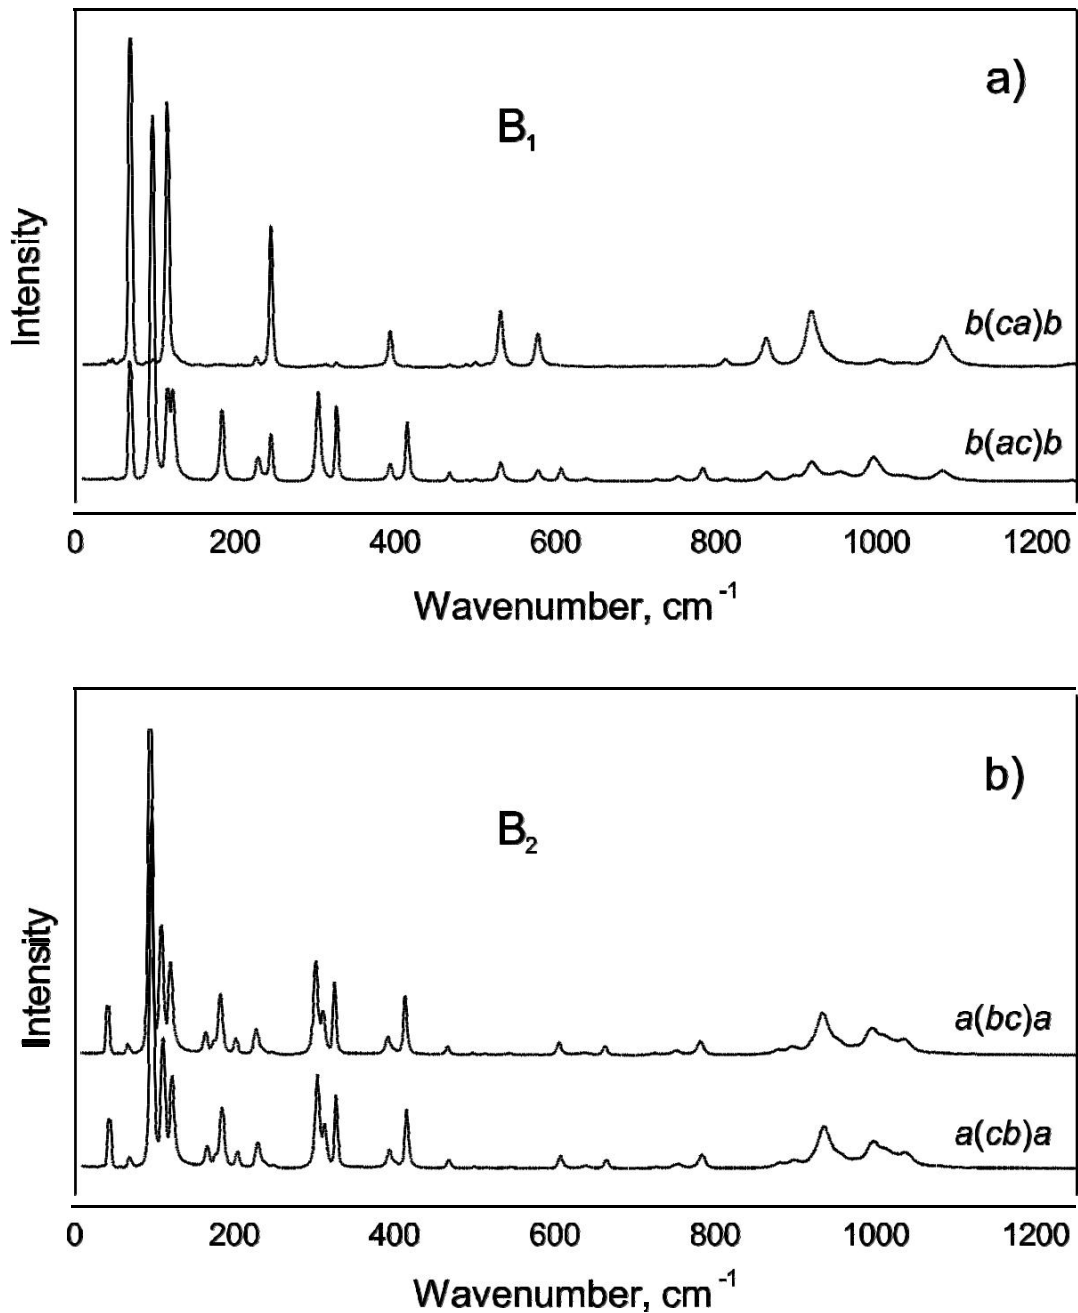 a)
B₁
Intensity
b(ca)b
b(ac)b
0 200 400 600 800 1000 1200
Wavenumber, cm⁻¹
b)
B₂
Intensity
a(bc)a
a(cb)a
0 200 400 600 800 1000 1200
Wavenumber, cm⁻¹